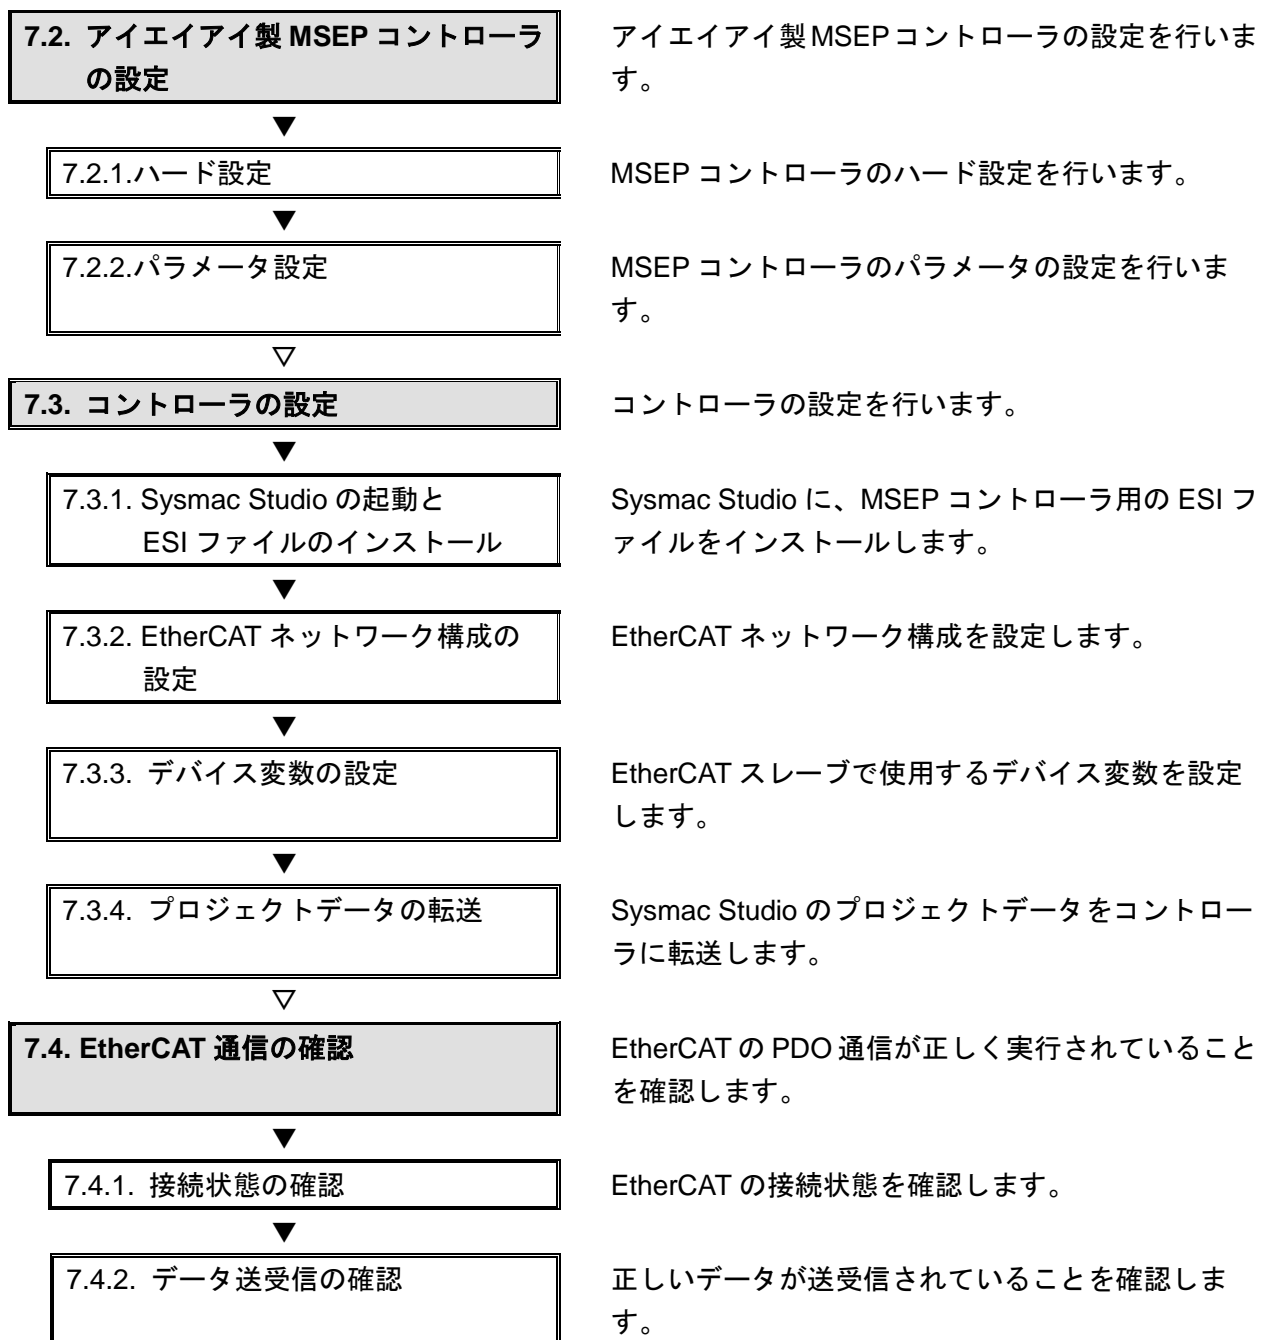 7.2. アイエイアイ製 MSEP コントローラ
の設定
アイエイアイ製 MSEP コントローラの設定を行いま
す。
▼
7.2.1.ハード設定
MSEP コントローラのハード設定を行います。
▼
7.2.2.パラメータ設定
MSEP コントローラのパラメータの設定を行いま
す。
▽
7.3. コントローラの設定
コントローラの設定を行います。
▼
7.3.1. Sysmac Studio の起動と
ESI ファイルのインストール
Sysmac Studio に、MSEP コントローラ用の ESI フ
ァイルをインストールします。
▼
7.3.2. EtherCAT ネットワーク構成の
設定
EtherCAT ネットワーク構成を設定します。
▼
7.3.3. デバイス変数の設定
EtherCAT スレーブで使用するデバイス変数を設定
します。
▼
7.3.4. プロジェクトデータの転送
Sysmac Studio のプロジェクトデータをコントロー
ラに転送します。
▽
7.4. EtherCAT 通信の確認
EtherCAT の PDO 通信が正しく実行されていること
を確認します。
▼
7.4.1. 接続状態の確認
EtherCAT の接続状態を確認します。
▼
7.4.2. データ送受信の確認
正しいデータが送受信されていることを確認しま
す。